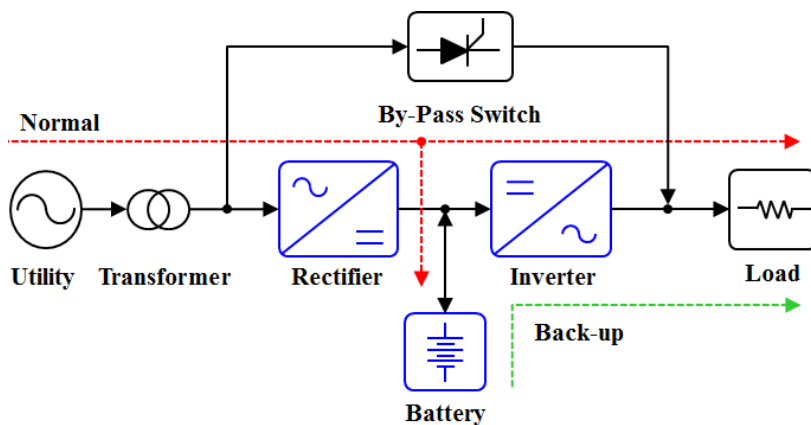 Normal
By-Pass Switch
Utility
Transformer
Rectifier
Inverter
Load
Back-up
Battery